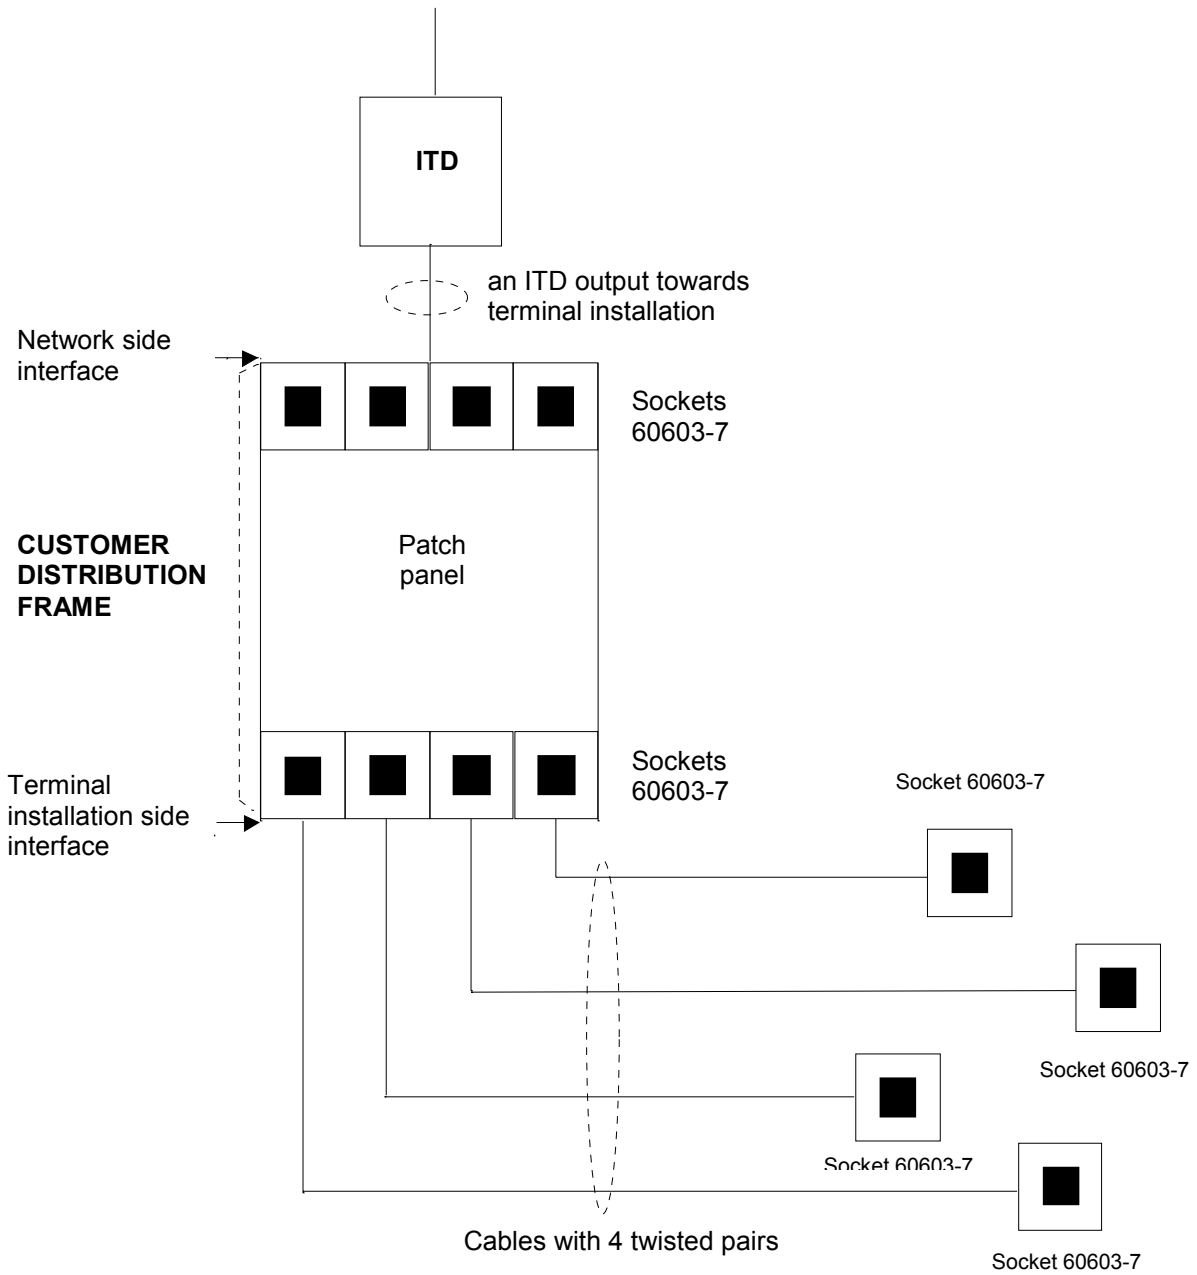 ITD
an ITD output towards
terminal installation
Network side
interface
Sockets
60603-7
CUSTOMER
DISTRIBUTION
FRAME
Patch
panel
Sockets
60603-7
Terminal
installation side
interface
Socket 60603-7
Socket 60603-7
Socket 60603-7
Cables with 4 twisted pairs
Socket 60603-7